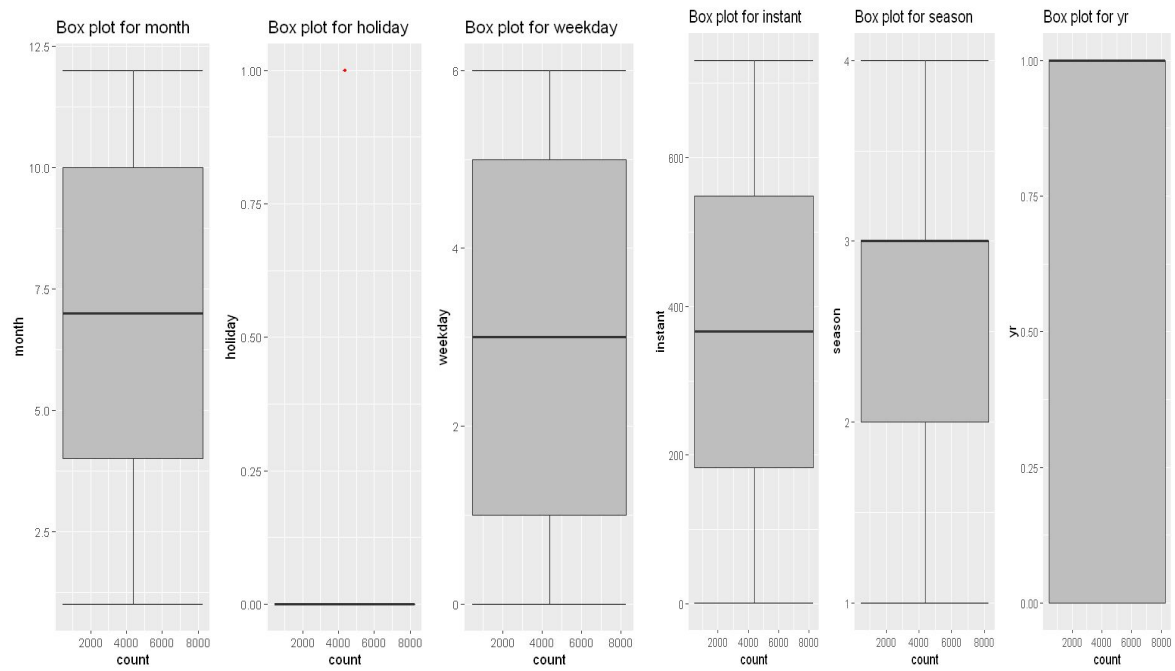 Box plot for month
12.5
10.0
7.5
5.0
2.5
month
2000 4000 6000 8000
count
Box plot for holiday
1.00
0.75
0.50
0.25
0.00
holiday
2000 4000 6000 8000
count
Box plot for weekday
6
4
2
0
weekday
2000 4000 6000 8000
count
Box plot for instant
600
400
200
0
instant
2000 4000 6000 8000
count
Box plot for season
4
3
2
1
season
2000 4000 6000 8000
count
Box plot for yr
1.00
0.75
0.50
0.25
0.00
yr
2000 4000 6000 8000
count